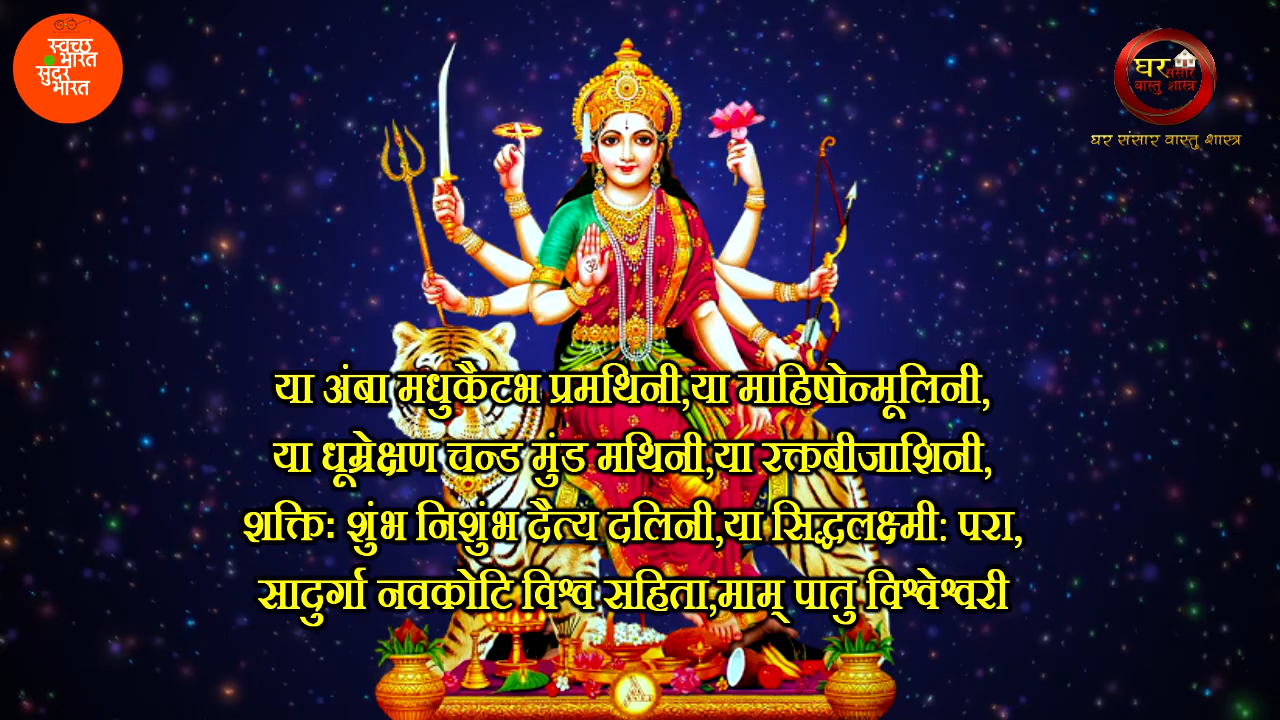 स्वच्छ
भारत
सुंदर
भारत
घर
संसार
वास्तु शास्त्र
घर संसार वास्तु शास्त्र
ॐ
या अंबा मधुकैटभ प्रमथिनी,या माहिषोन्मूलिनी,
या धूम्रेक्षण चन्ड मुंड मथिनी,या रक्तबीजाशिनी,
शक्तिः शुंभ निशुंभ दैत्य दलिनी,या सिद्धलक्ष्मी: परा,
सादुर्गा नवकोटि विश्व सहिता,माम् पातु विश्वेश्वरी